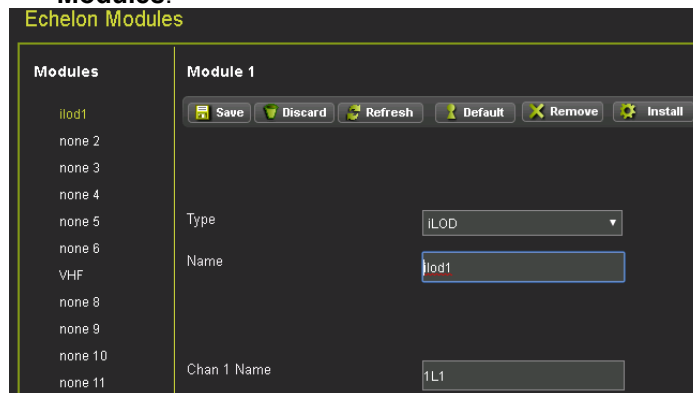 Modules.
Echelon Modules
Modules
ilod1
none 2
none 3
none 4
none 5
none 6
VHF
none 8
none 9
none 10
none 11
Module 1
Save Discard Refresh Default Remove Install
Type iLOD
Name ilod1
Chan 1 Name 1L1